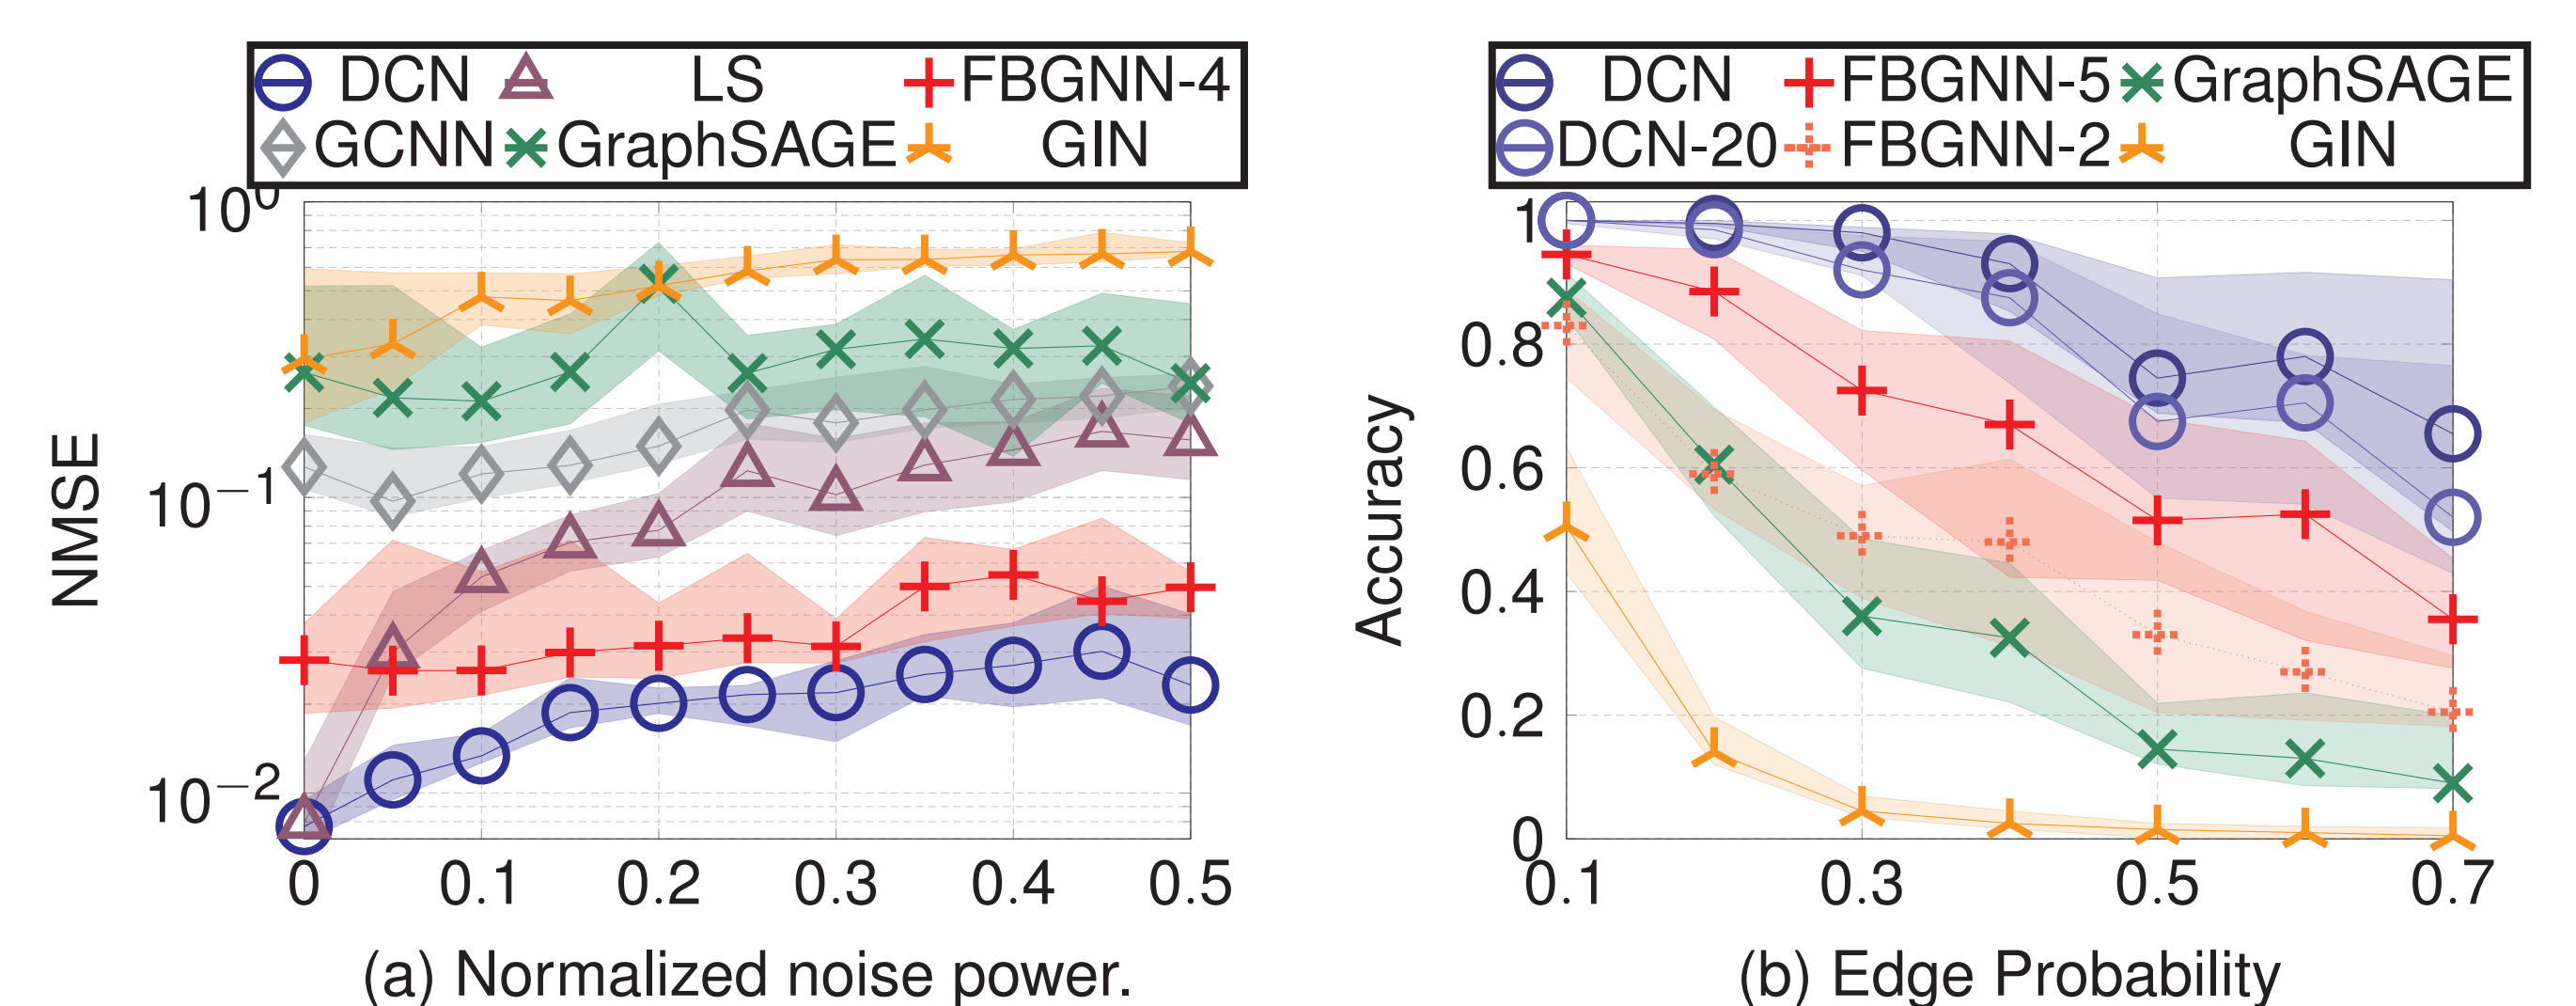 DCN LS FBGNN-4
GCNN GraphSAGE GIN
10^0
10^−1
10^−2
NMSE
0 0.1 0.2 0.3 0.4 0.5
(a) Normalized noise power.
DCN FBGNN-5 GraphSAGE
DCN-20 FBGNN-2 GIN
1
0.8
0.6
0.4
0.2
0
Accuracy
0.1 0.3 0.5 0.7
(b) Edge Probability